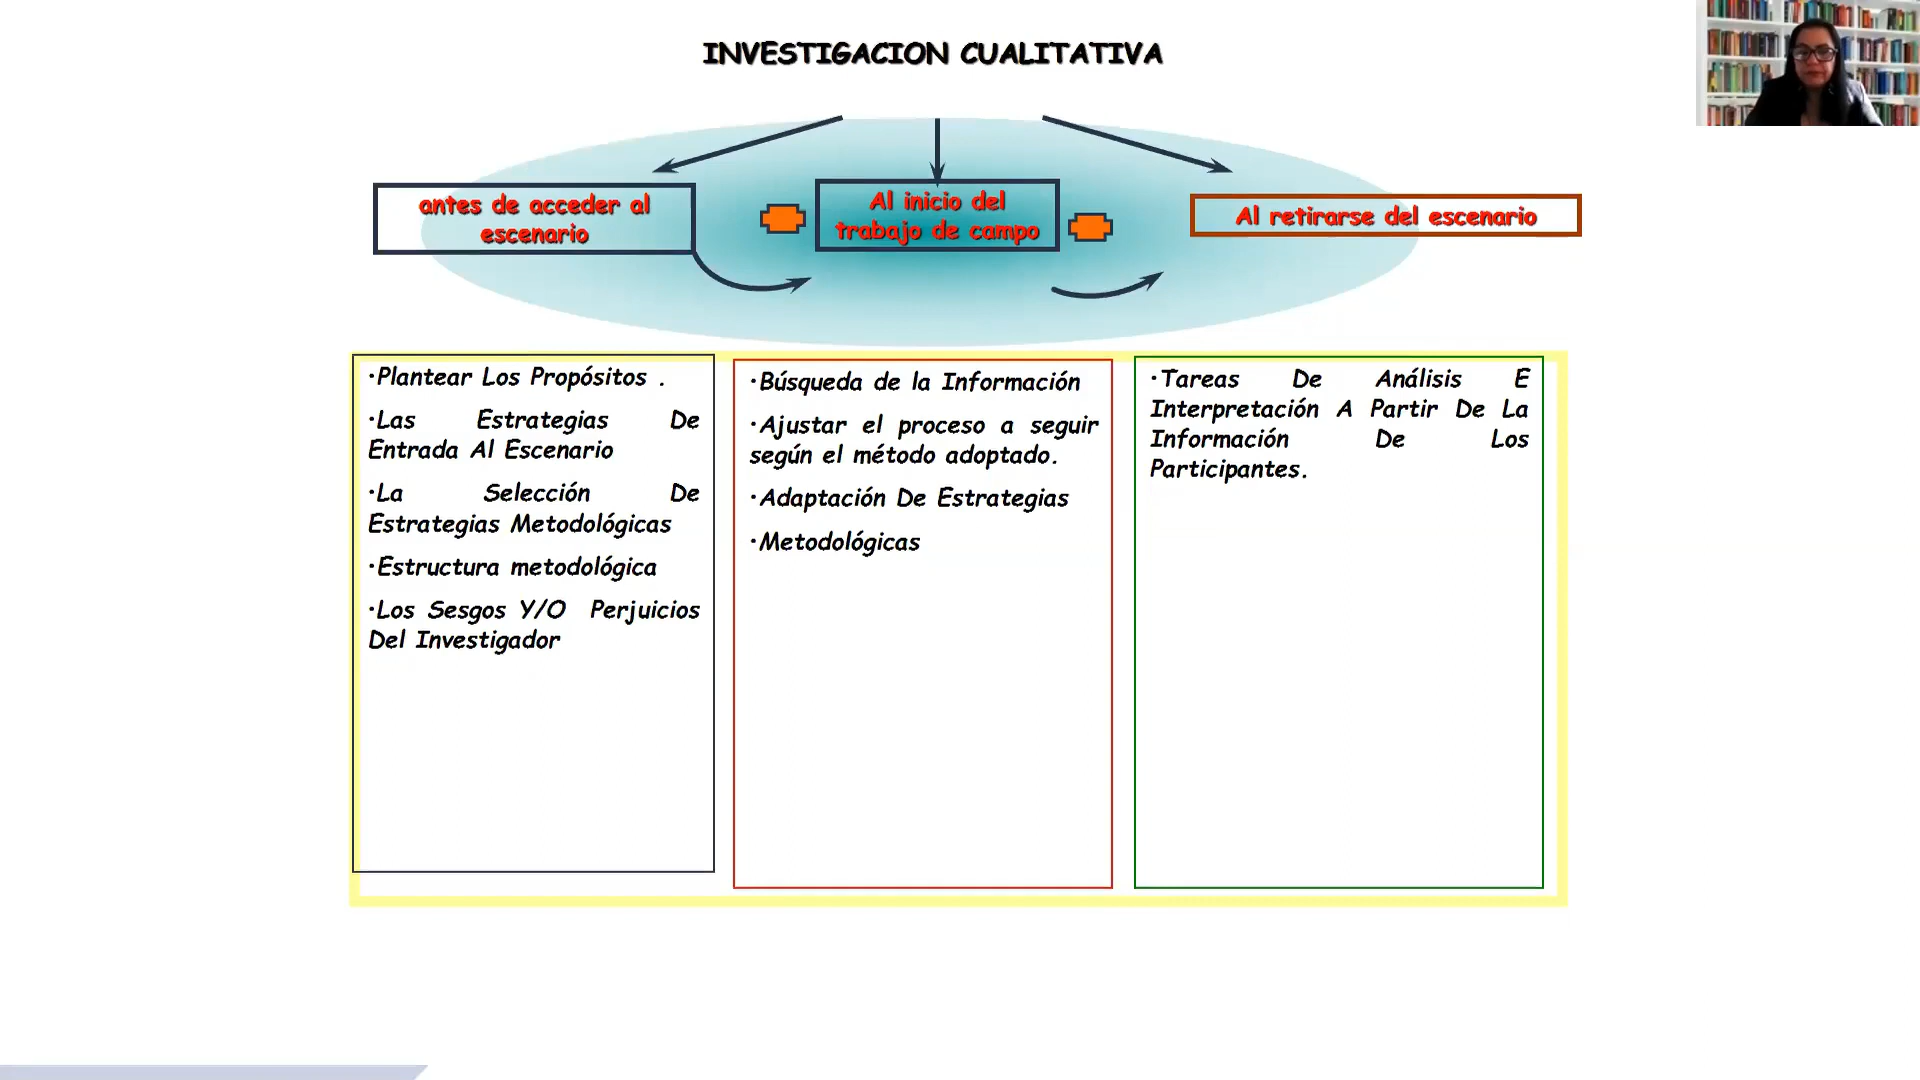 INVESTIGACION CUALITATIVA
antes de acceder al
escenario
Al inicio del
trabajo de campo
Al retirarse del escenario
·Plantear Los Propósitos .
·Las Estrategias De
Entrada Al Escenario
·La Selección De
Estrategias Metodológicas
·Estructura metodológica
·Los Sesgos Y/O Perjuicios
Del Investigador
·Búsqueda de la Información
·Ajustar el proceso a seguir
según el método adoptado.
·Adaptación De Estrategias
·Metodológicas
·Tareas De Análisis E
Interpretación A Partir De La
Información De Los
Participantes.